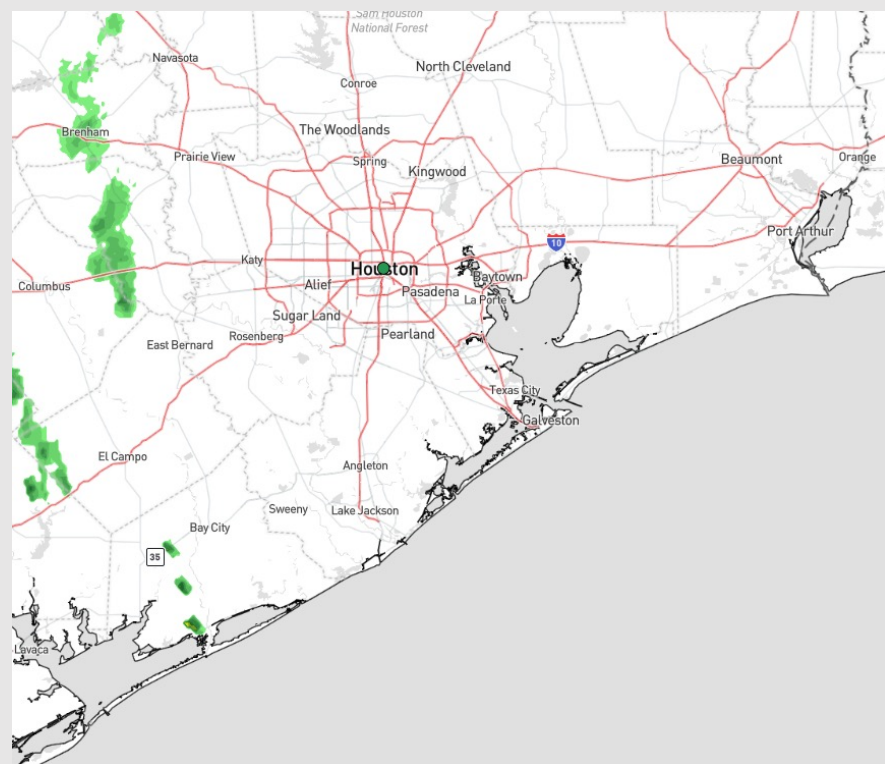 Sam Houston
National Forest
Navasota
North Cleveland
Conroe
The Woodlands
Brenham
Prairie View
Spring
Kingwood
Beaumont
Orange
Port Arthur
10
Katy
Houston
Baytown
Columbus
Alief
Pasadena
La Porte
Sugar Land
Rosenberg
Pearland
East Bernard
Texas City
Galveston
El Campo
Angleton
Sweeny
Lake Jackson
Bay City
35
Lavaca